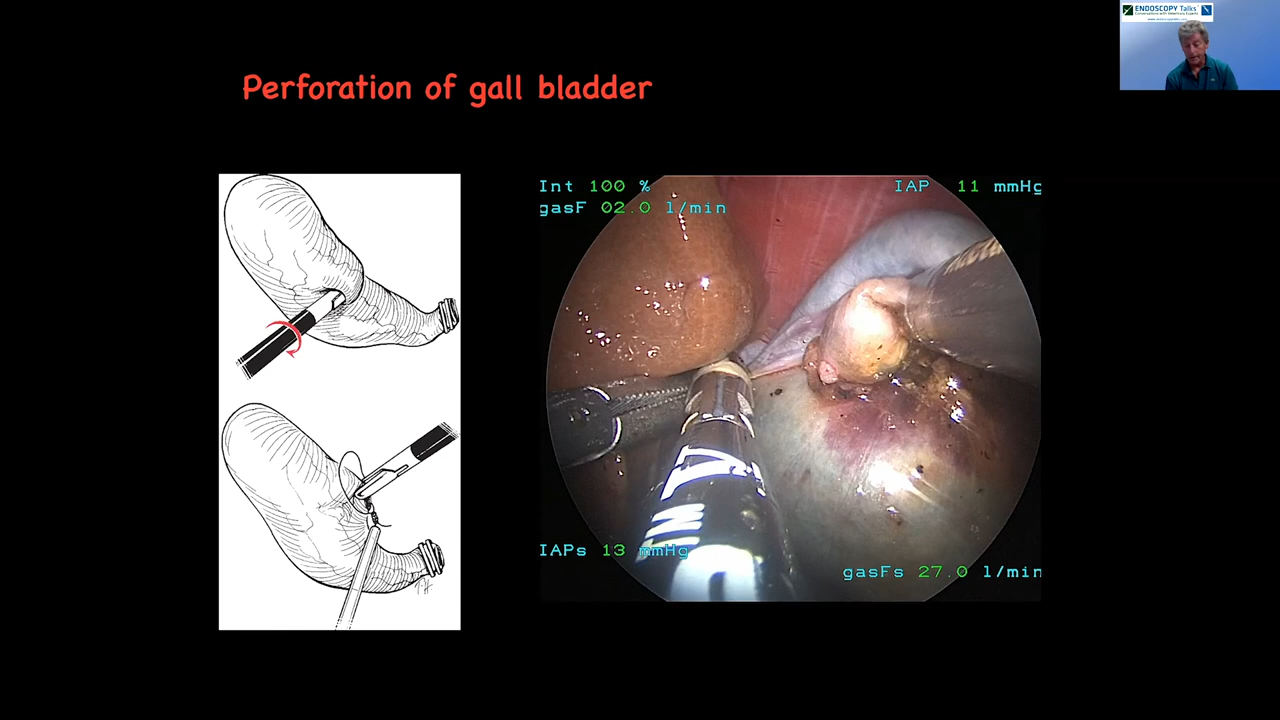 ENDOSCOPY Talks
Perforation of gall bladder
Int 100 %
IAP 11 mmHg
gasF 02.0 l/min
IAPs 13 mmHg
gasFs 27.0 l/min